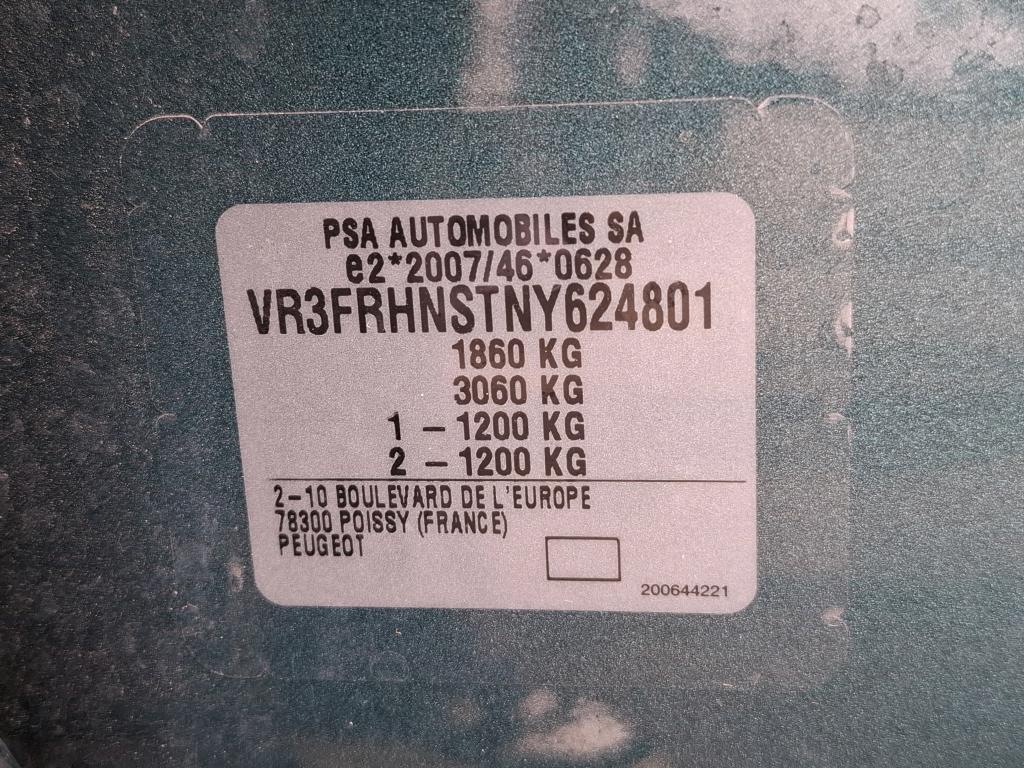 PSA AUTOMOBILES SA
e2*2007/46*0628
VR3FRHNSTNY624801
1860 KG
3060 KG
1 – 1200 KG
2 – 1200 KG
2-10 BOULEVARD DE L'EUROPE
78300 POISSY (FRANCE)
PEUGEOT
200644221